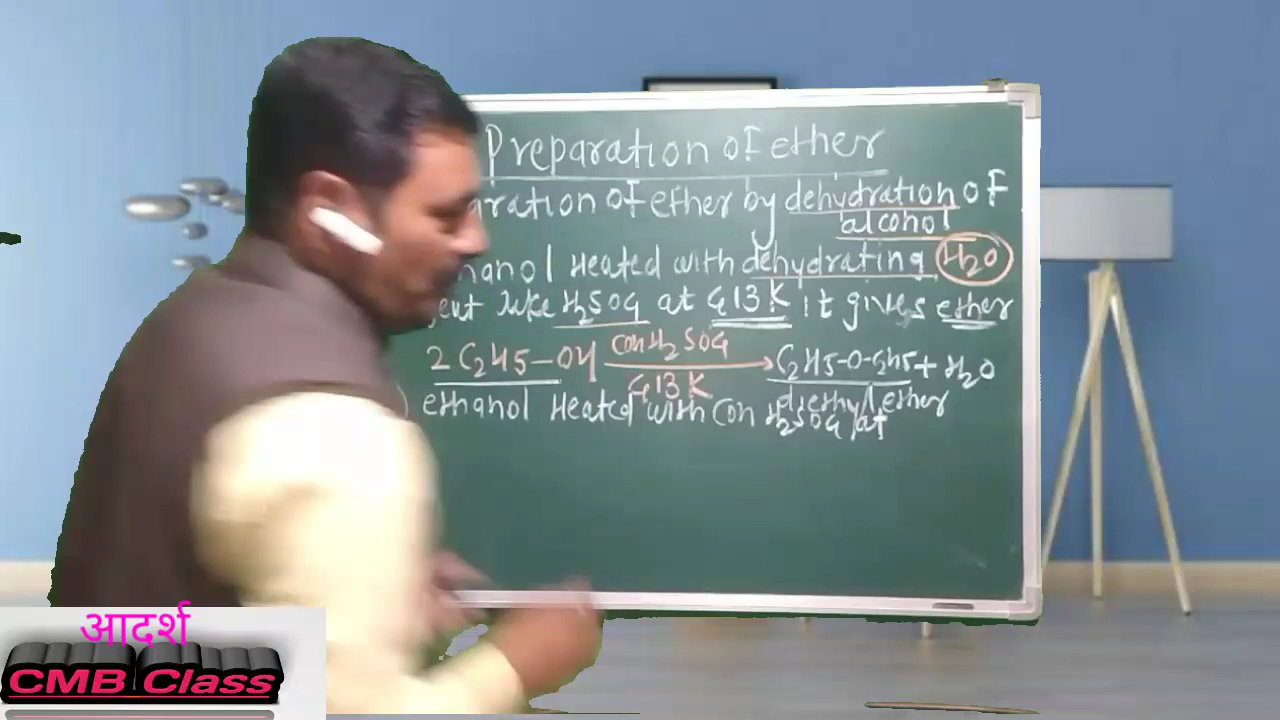 Preparation of ether
ration of ether by dehydration of
alcohol
hanol Heated with dehydrating H₂O
ent like H₂SO4 at 413 K it gives ether
2 C₂H5-OH con H₂SO4 413 K C₂H5-O-C₂H5 + H₂O
diethyl ether
) ethanol Heated with Con H₂SO4 at
आदर्श
CMB Class